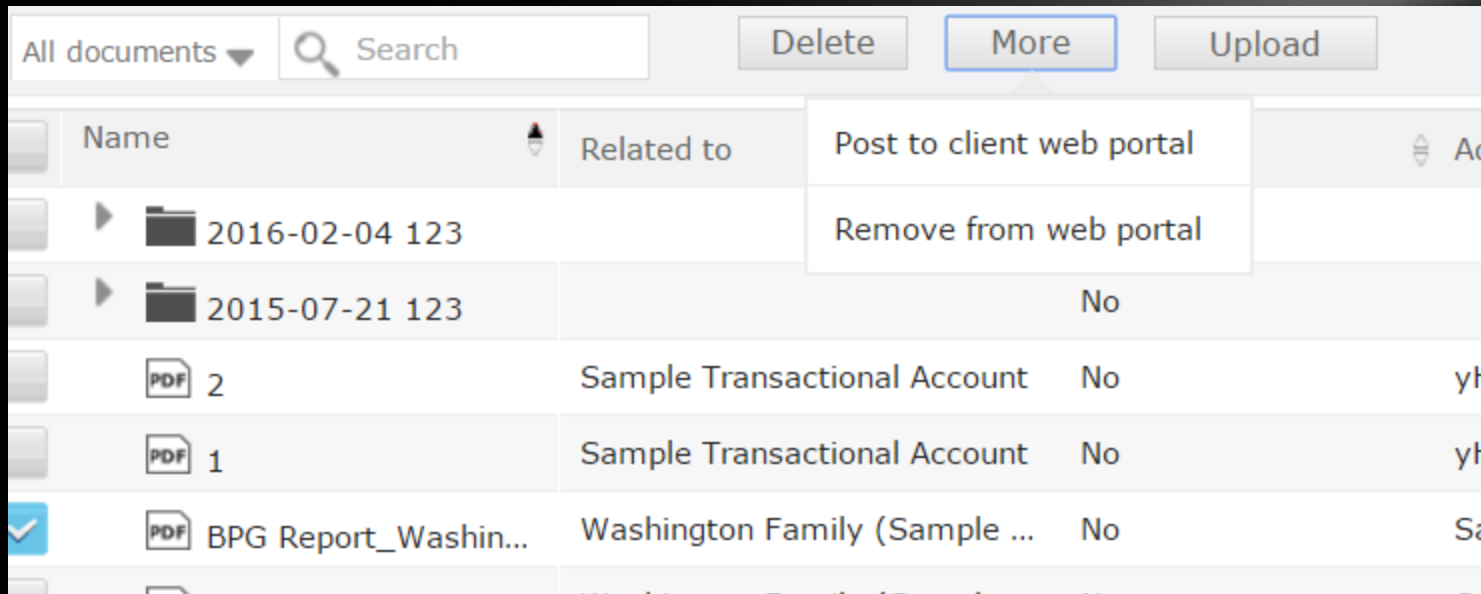 All documents Search Delete More Upload
Name Related to Post to client web portal
Remove from web portal
2016-02-04 123
2015-07-21 123 No
PDF 2 Sample Transactional Account No
PDF 1 Sample Transactional Account No
PDF BPG Report_Washin... Washington Family (Sample ... No